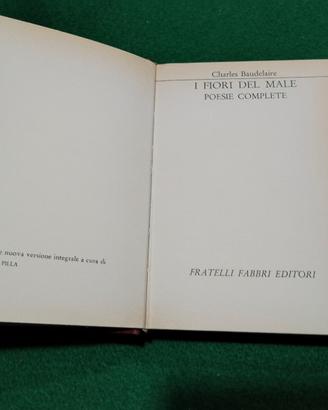 e nuova versione integrale a cura di
PILLA
Charles Baudelaire
I FIORI DEL MALE
POESIE COMPLETE
FRATELLI FABBRI EDITORI